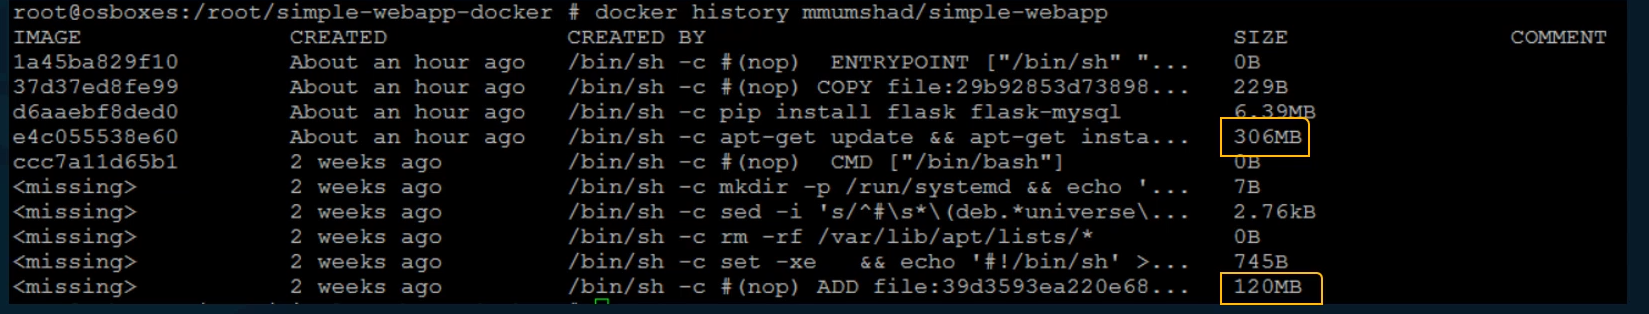 root@osboxes:/root/simple-webapp-docker # docker history mmumshad/simple-webapp
IMAGE CREATED CREATED BY SIZE COMMENT
1a45ba829f10 About an hour ago /bin/sh -c #(nop) ENTRYPOINT ["/bin/sh" "... 0B
37d37ed8fe99 About an hour ago /bin/sh -c #(nop) COPY file:29b92853d73898... 229B
d6aaebf8ded0 About an hour ago /bin/sh -c pip install flask flask-mysql 6.39MB
e4c055538e60 About an hour ago /bin/sh -c apt-get update && apt-get insta... 306MB
ccc7a11d65b1 2 weeks ago /bin/sh -c #(nop) CMD ["/bin/bash"] 0B
<missing> 2 weeks ago /bin/sh -c mkdir -p /run/systemd && echo '... 7B
<missing> 2 weeks ago /bin/sh -c sed -i 's/^#\s*\(deb.*universe\... 2.76kB
<missing> 2 weeks ago /bin/sh -c rm -rf /var/lib/apt/lists/* 0B
<missing> 2 weeks ago /bin/sh -c set -xe && echo '#!/bin/sh' >... 745B
<missing> 2 weeks ago /bin/sh -c #(nop) ADD file:39d3593ea220e68... 120MB